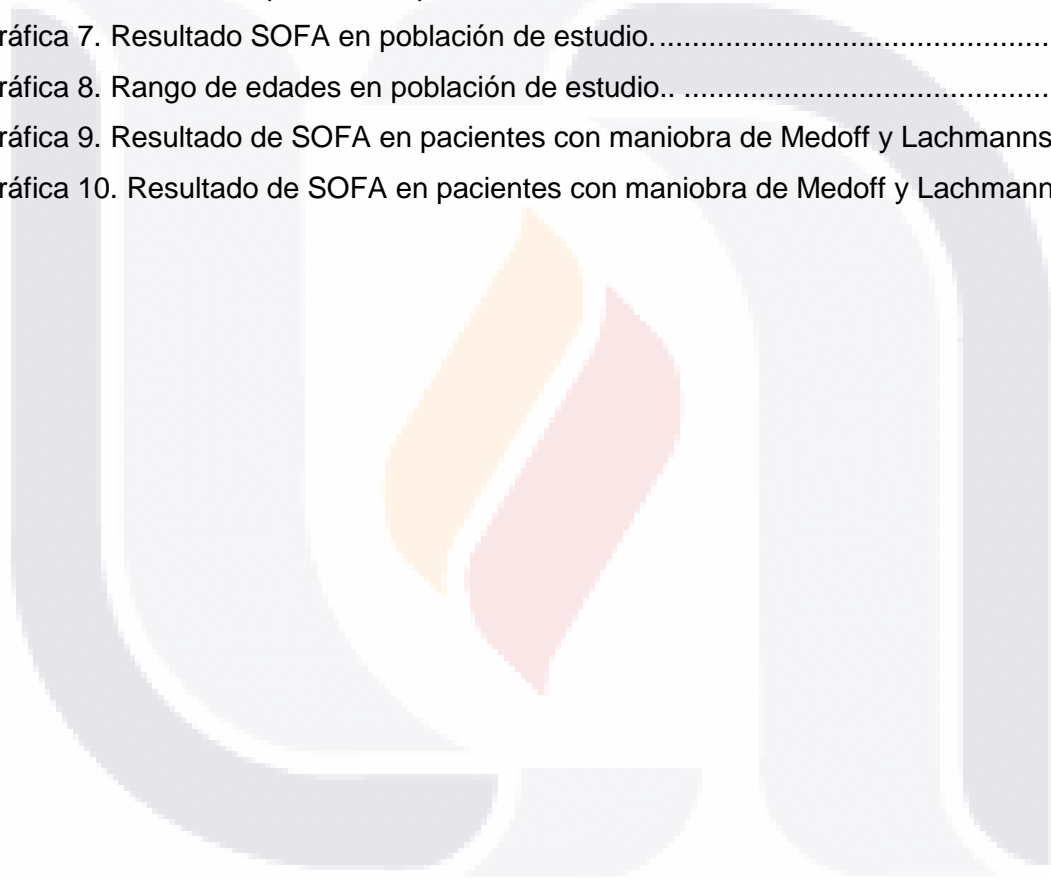 ráfica 7. Resultado SOFA en población de estudio. .......................................
ráfica 8. Rango de edades en población de estudio.. .....................................
ráfica 9. Resultado de SOFA en pacientes con maniobra de Medoff y Lachmanns
ráfica 10. Resultado de SOFA en pacientes con maniobra de Medoff y Lachmann